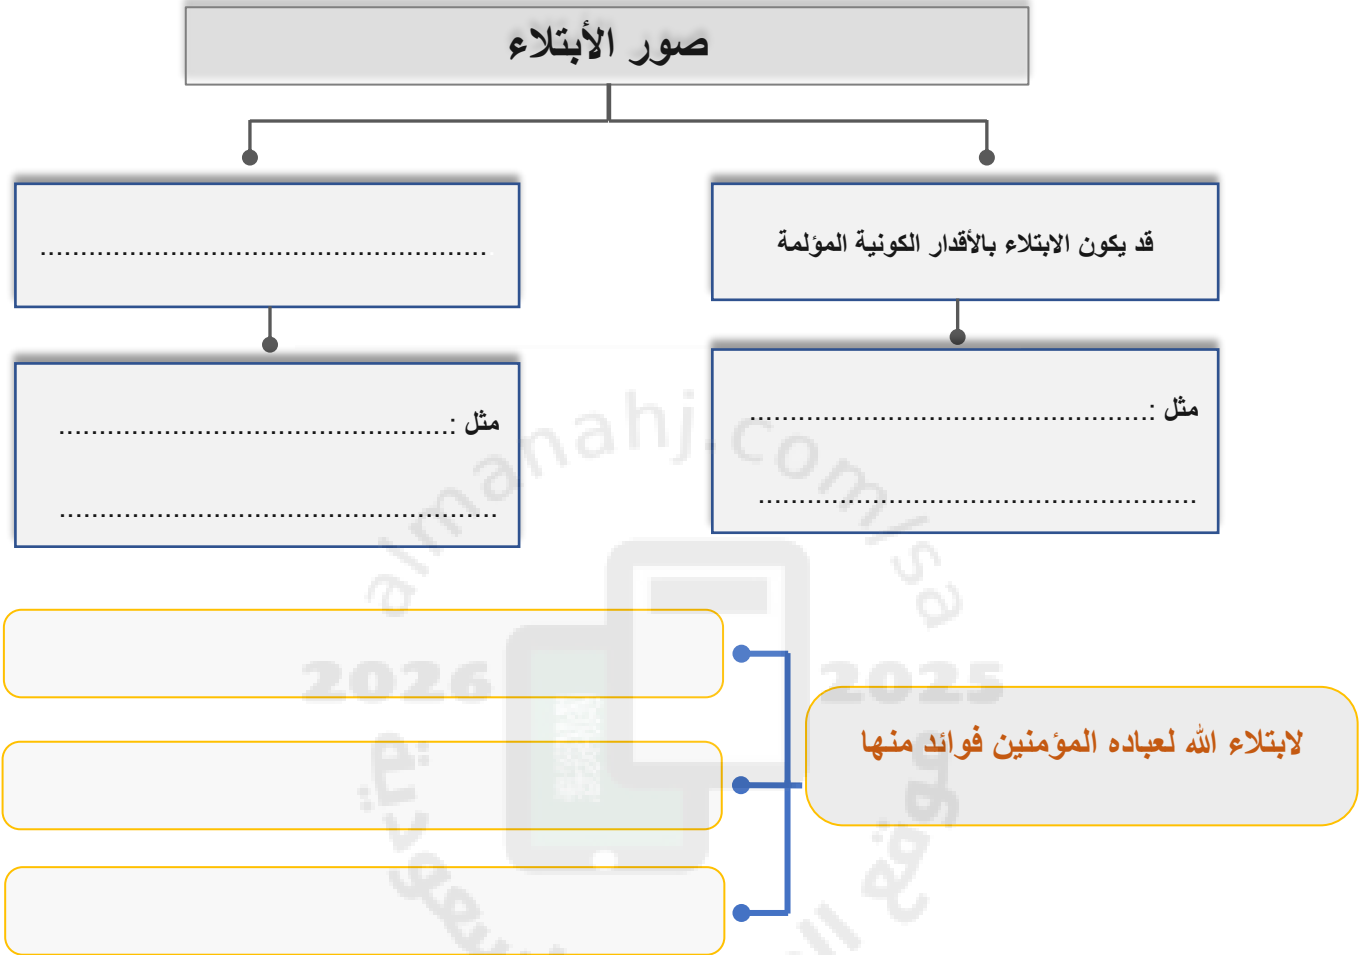 صور الأبتلاء
قد يكون الابتلاء بالأقدار الكونية المؤلمة
......................................................
مثل :................................................
.....................................................
مثل :...............................................
.....................................................
almanahj.com/sa
2026 2025
لابتلاء الله لعباده المؤمنين فوائد منها
موقع